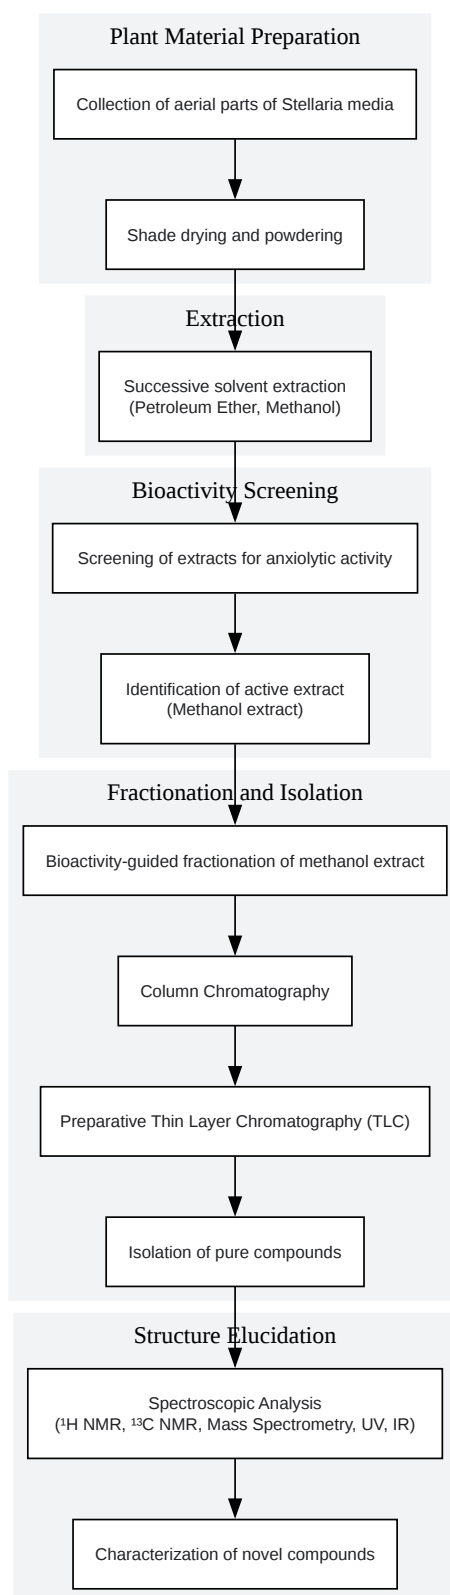 Plant Material Preparation
Collection of aerial parts of Stellaria media
Shade drying and powdering
Extraction
Successive solvent extraction
(Petroleum Ether, Methanol)
Bioactivity Screening
Screening of extracts for anxiolytic activity
Identification of active extract
(Methanol extract)
Fractionation and Isolation
Bioactivity-guided fractionation of methanol extract
Column Chromatography
Preparative Thin Layer Chromatography (TLC)
Isolation of pure compounds
Structure Elucidation
Spectroscopic Analysis
(¹H NMR, ¹³C NMR, Mass Spectrometry, UV, IR)
Characterization of novel compounds